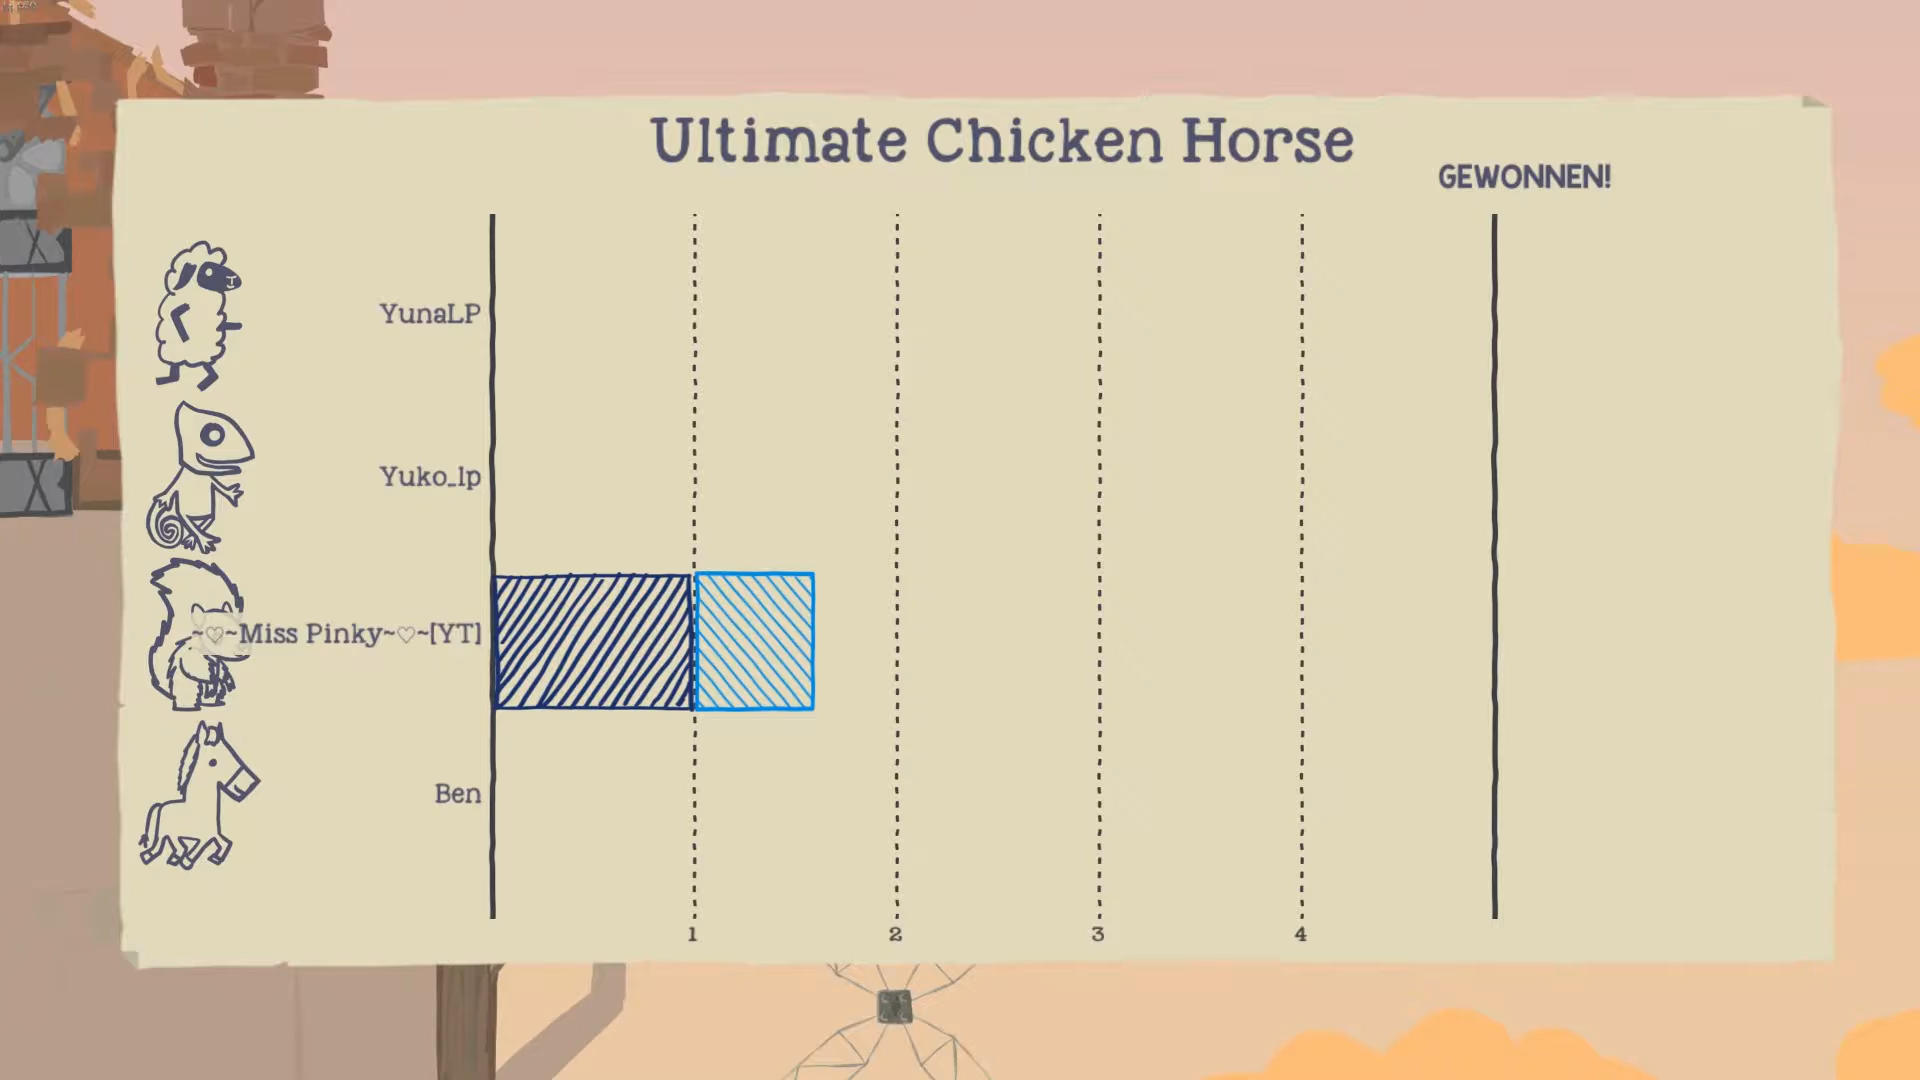 Ultimate Chicken Horse
GEWONNEN!
YunaLP
Yuko_lp
~♡~Miss Pinky~♡~[YT]
Ben
1 2 3 4